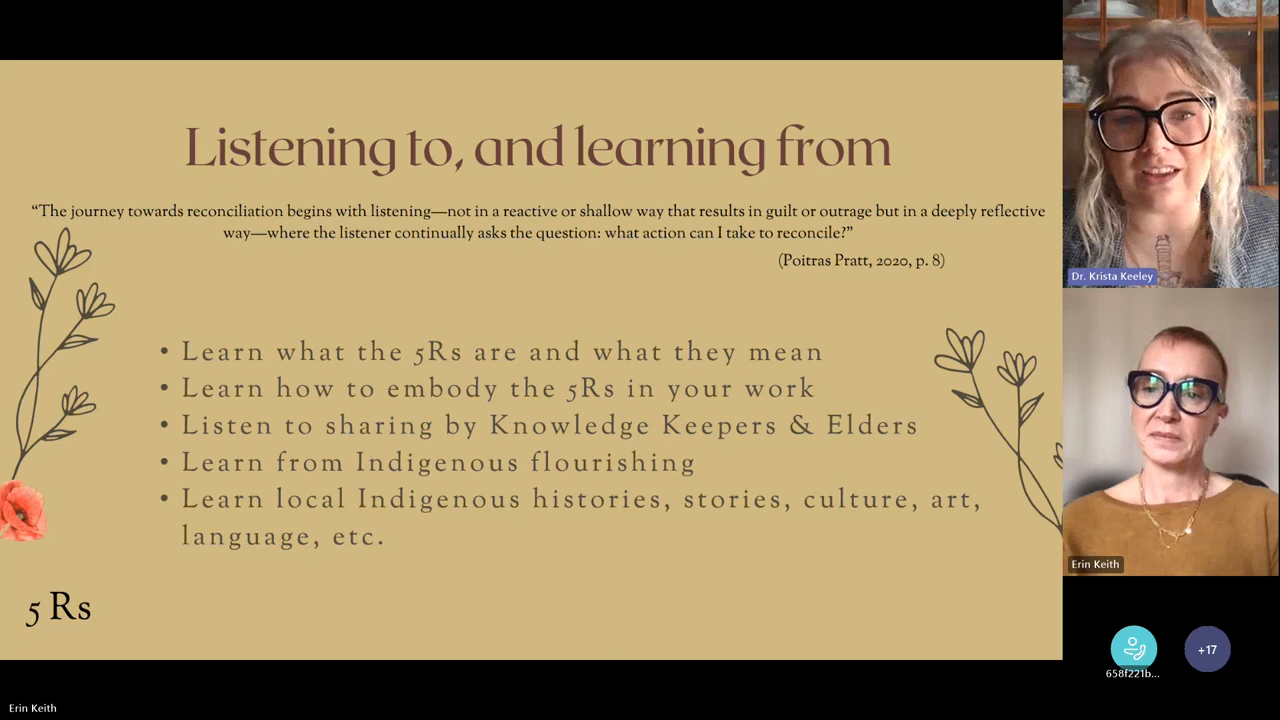 Listening to, and learning from
“The journey towards reconciliation begins with listening—not in a reactive or shallow way that results in guilt or outrage but in a deeply reflective
way—where the listener continually asks the question: what action can I take to reconcile?”
(Poitras Pratt, 2020, p. 8)
• Learn what the 5Rs are and what they mean
• Learn how to embody the 5Rs in your work
• Listen to sharing by Knowledge Keepers & Elders
• Learn from Indigenous flourishing
• Learn local Indigenous histories, stories, culture, art,
language, etc.
5 Rs
Dr. Krista Keeley
Erin Keith
658f221b...
+17
Erin Keith